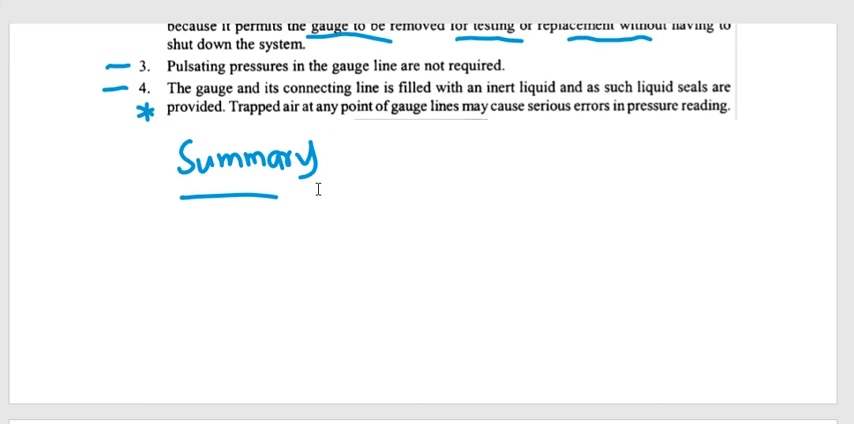 because it permits the gauge to be removed for testing or replacement without having to
shut down the system.
3. Pulsating pressures in the gauge line are not required.
4. The gauge and its connecting line is filled with an inert liquid and as such liquid seals are
provided. Trapped air at any point of gauge lines may cause serious errors in pressure reading.
Summary